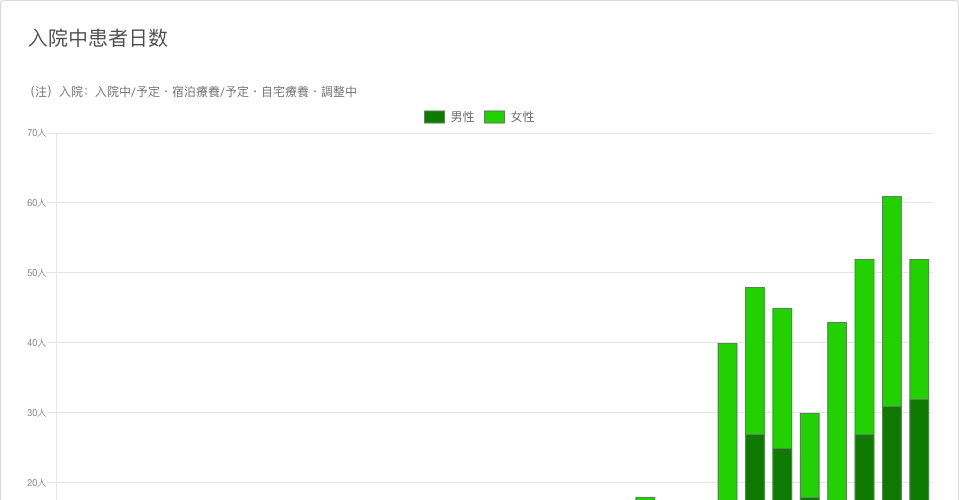 入院中患者日数
(注) 入院: 入院中/予定・宿泊療養/予定・自宅療養・調整中
男性 女性
70人
60人
50人
40人
30人
20人